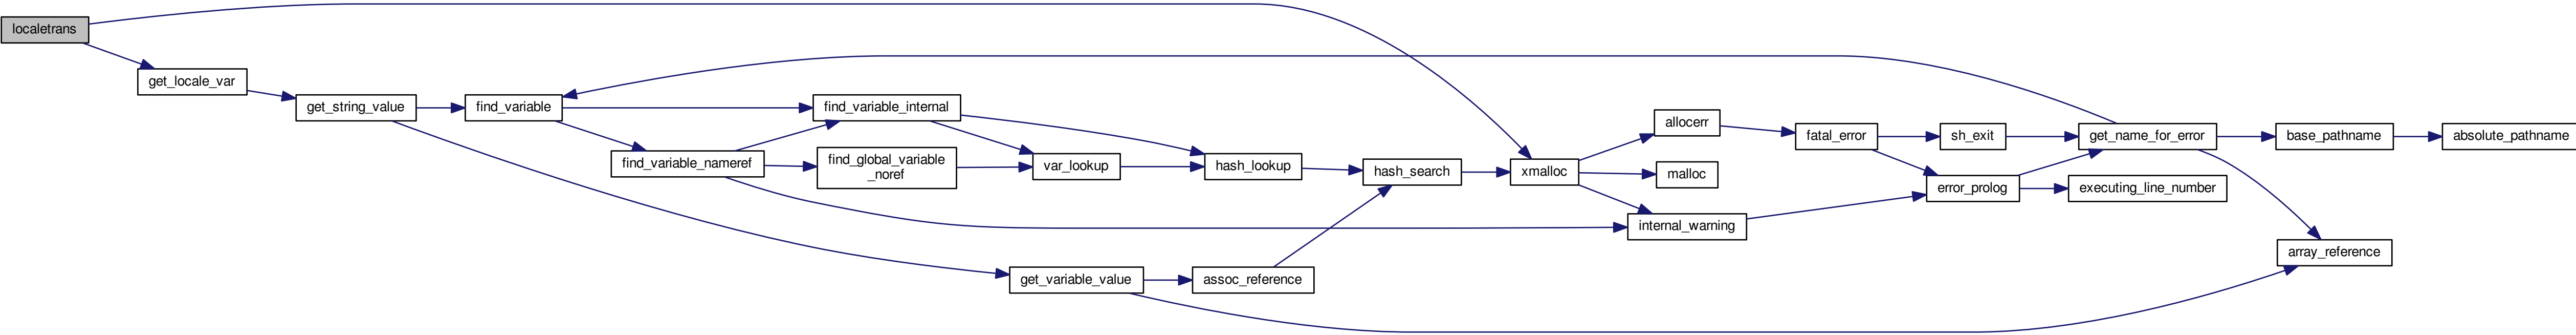 localetrans
get_locale_var
get_string_value
find_variable
find_variable_internal
find_variable_nameref
find_global_variable
_noref
var_lookup
hash_lookup
hash_search
xmalloc
allocerr
malloc
internal_warning
fatal_error
sh_exit
error_prolog
get_name_for_error
executing_line_number
base_pathname
absolute_pathname
array_reference
get_variable_value
assoc_reference